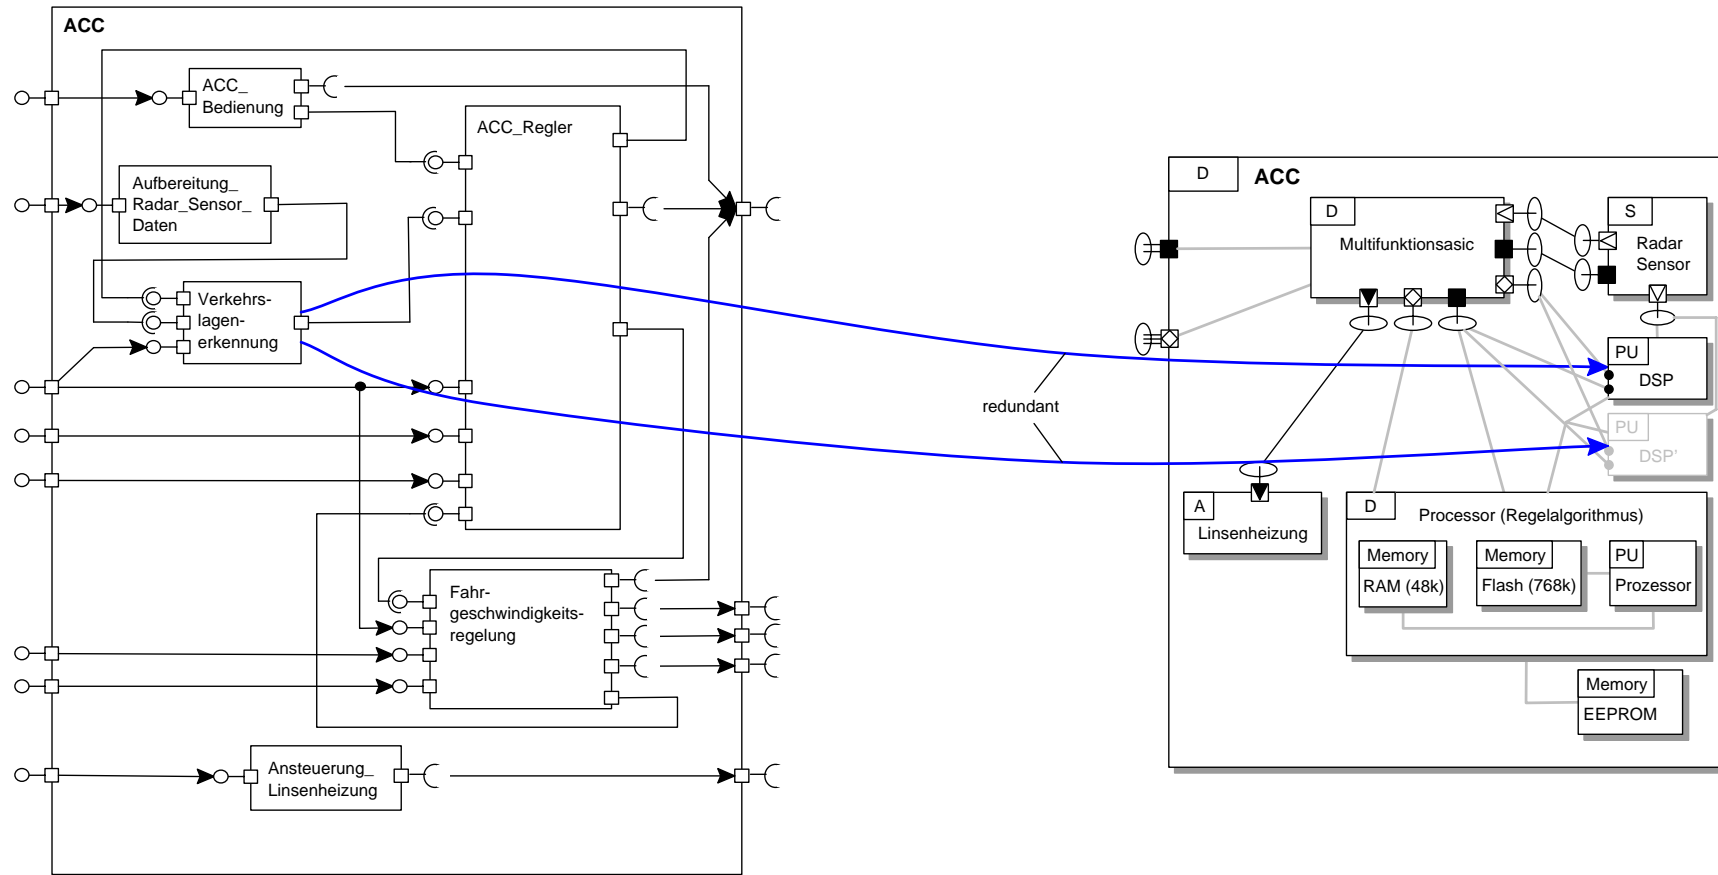 ACC
ACC_
Bedienung
ACC_Regler
Aufbereitung_
Radar_Sensor_
Daten
Verkehrs-
lagen-
erkennung
Fahr-
geschwindigkeits-
regelung
Ansteuerung_
Linsenheizung
redundant
D
ACC
D
Multifunktionsasic
S
Radar
Sensor
PU
DSP
PU
DSP'
A
Linsenheizung
D
Processor (Regelalgorithmus)
Memory
RAM (48k)
Memory
Flash (768k)
PU
Prozessor
Memory
EEPROM